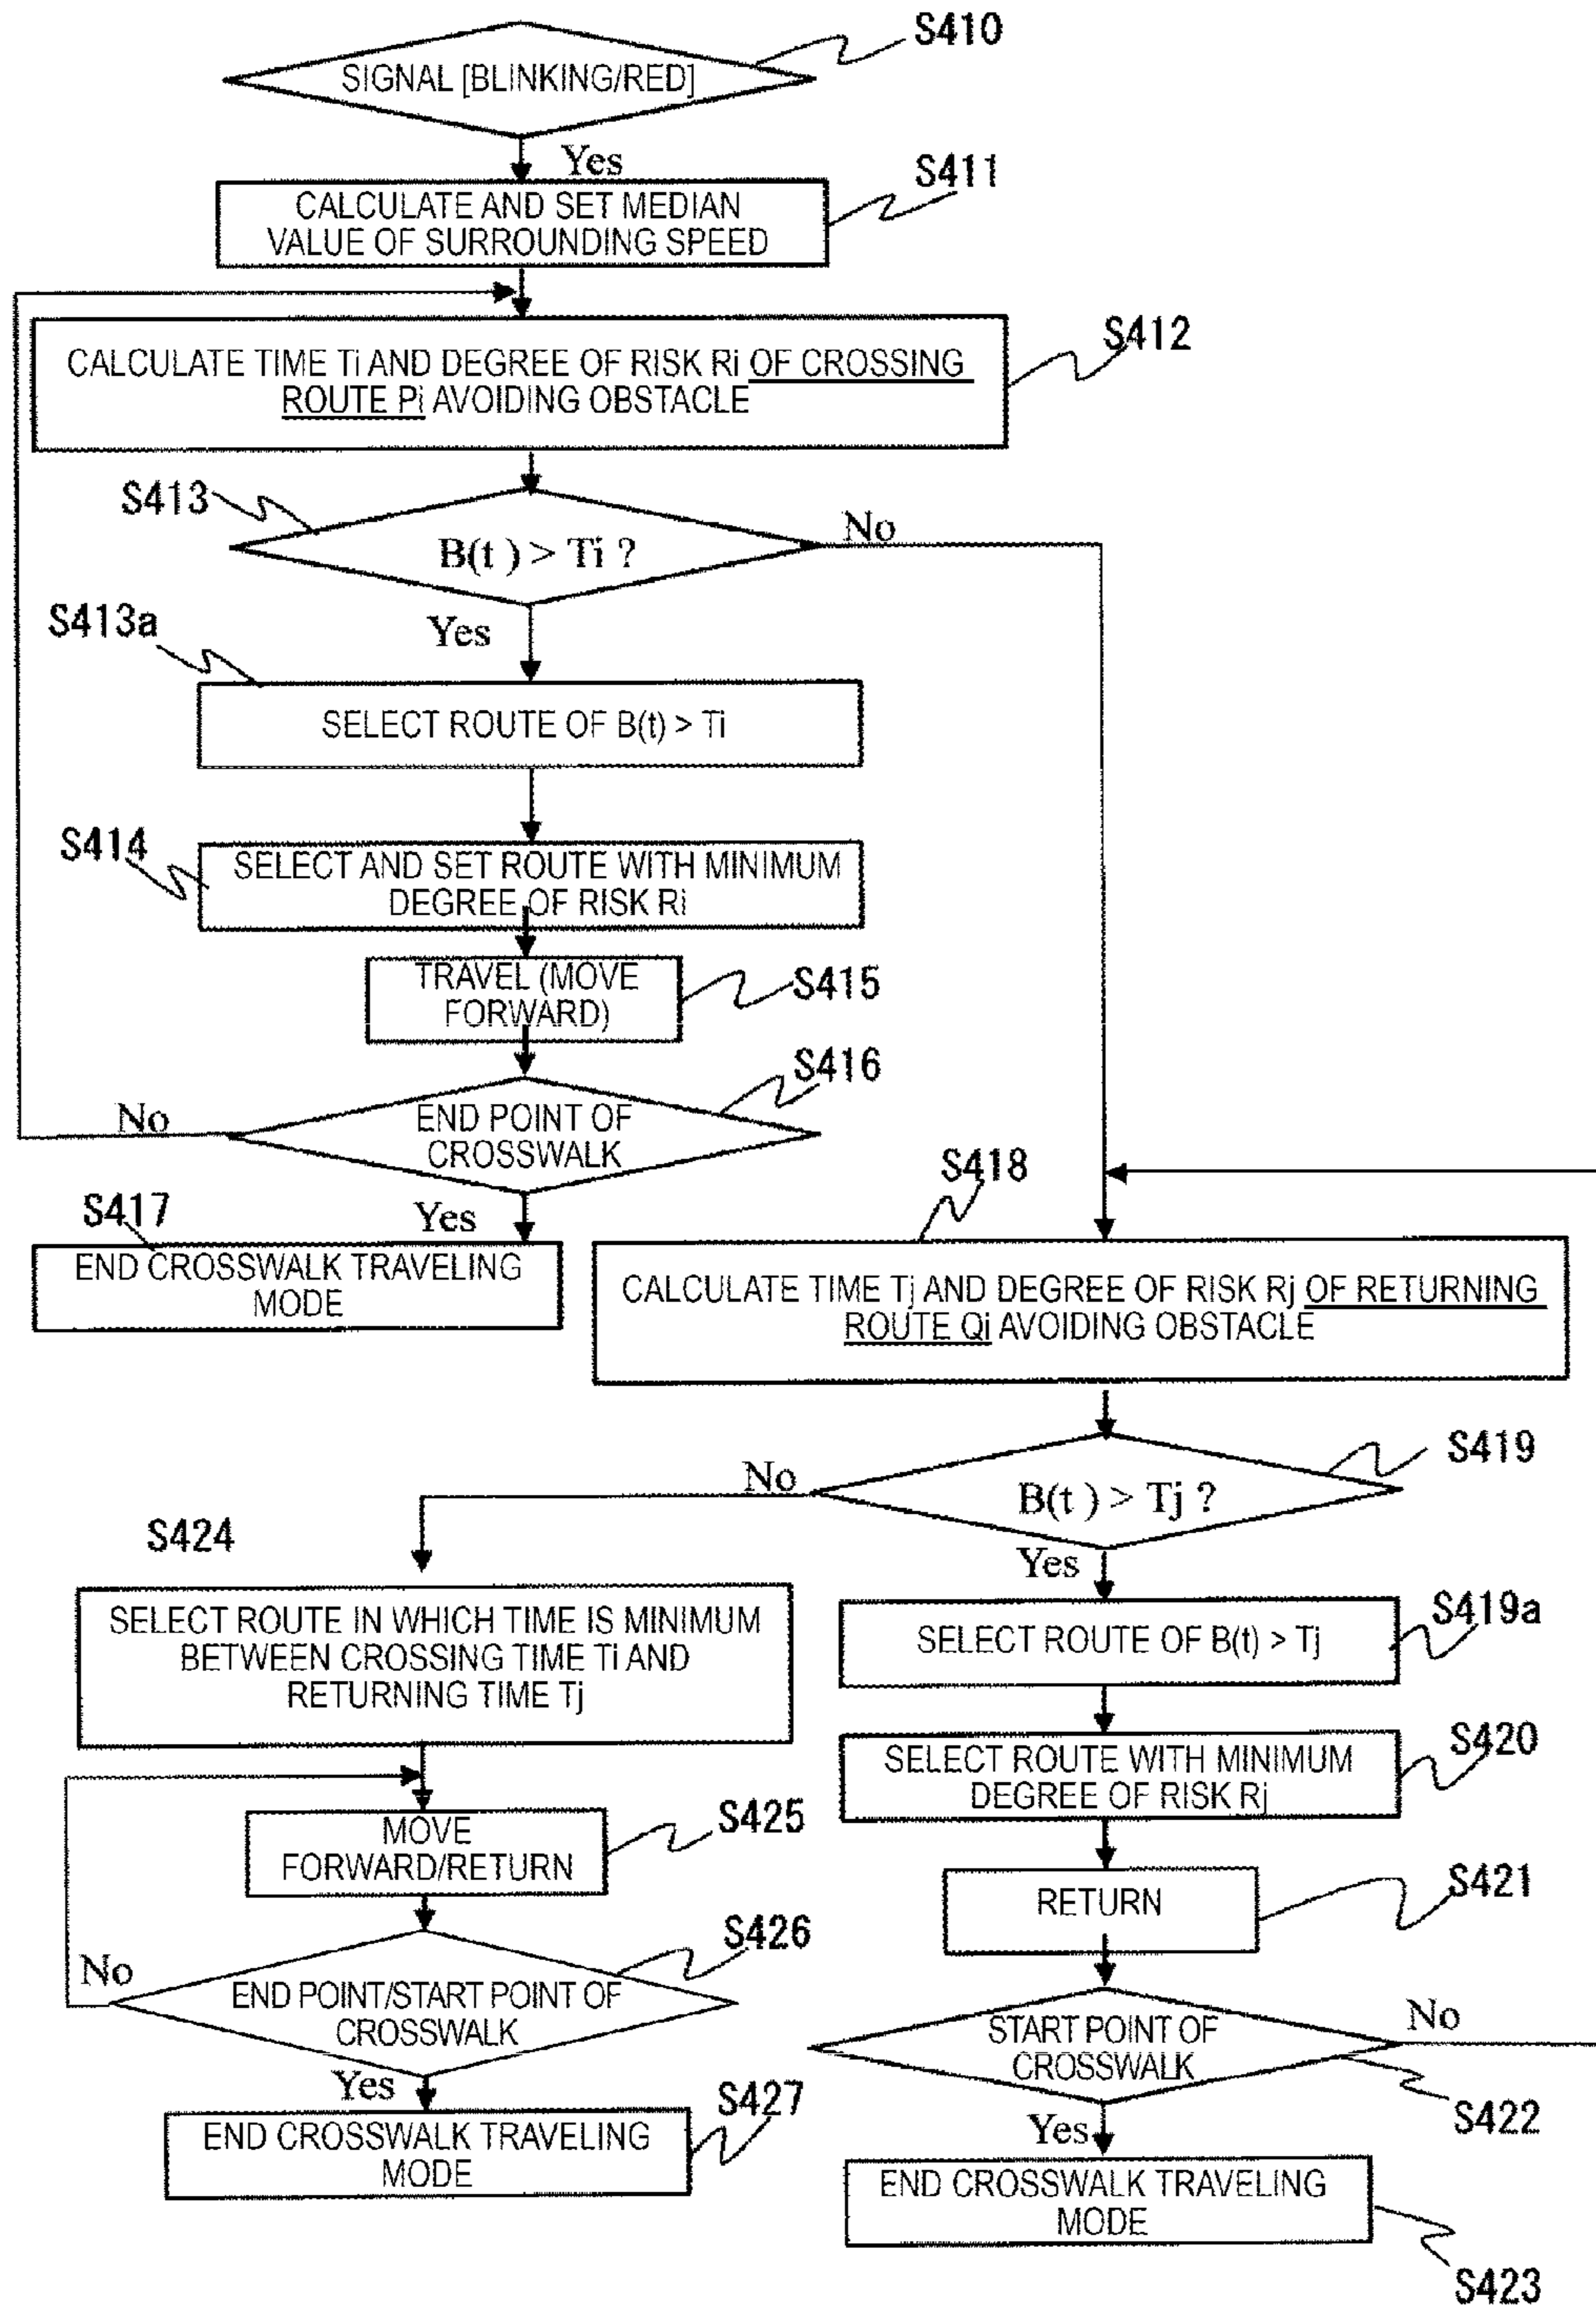 S410
SIGNAL [BLINKING/RED]
Yes
S411
CALCULATE AND SET MEDIAN
VALUE OF SURROUNDING SPEED
S412
CALCULATE TIME Ti AND DEGREE OF RISK Ri OF CROSSING
ROUTE Pi AVOIDING OBSTACLE
S413
No
B(t ) > Ti ?
S413a
Yes
SELECT ROUTE OF B(t) > Ti
S414
SELECT AND SET ROUTE WITH MINIMUM
DEGREE OF RISK Ri
TRAVEL (MOVE
FORWARD)
S415
S416
No
END POINT OF
CROSSWALK
S417
Yes
END CROSSWALK TRAVELING
MODE
S418
CALCULATE TIME Tj AND DEGREE OF RISK Rj OF RETURNING
ROUTE Qi AVOIDING OBSTACLE
S419
No
B(t ) > Tj ?
Yes
S424
SELECT ROUTE IN WHICH TIME IS MINIMUM
BETWEEN CROSSING TIME Ti AND
RETURNING TIME Tj
S419a
SELECT ROUTE OF B(t) > Tj
S420
SELECT ROUTE WITH MINIMUM
DEGREE OF RISK Rj
MOVE
FORWARD/RETURN
S425
RETURN
S421
S426
No
END POINT/START POINT OF
CROSSWALK
Yes
S427
END CROSSWALK TRAVELING
MODE
START POINT OF
CROSSWALK
No
S422
Yes
END CROSSWALK TRAVELING
MODE
S423